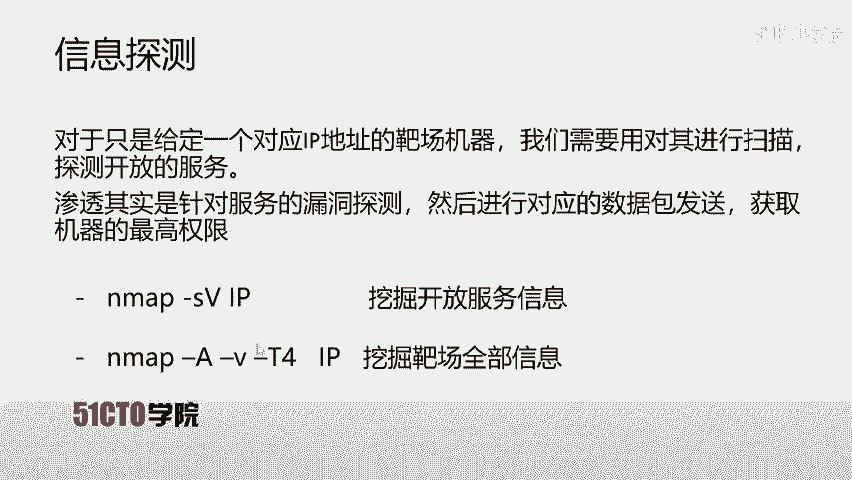 信息探测
对于只是给定一个对应IP地址的靶场机器，我们需要用对其进行扫描，
探测开放的服务。
渗透其实是针对服务的漏洞探测，然后进行对应的数据包发送，获取
机器的最高权限
- nmap -sV IP 挖掘开放服务信息
- nmap –A –v –T4 IP 挖掘靶场全部信息
51CTO学院